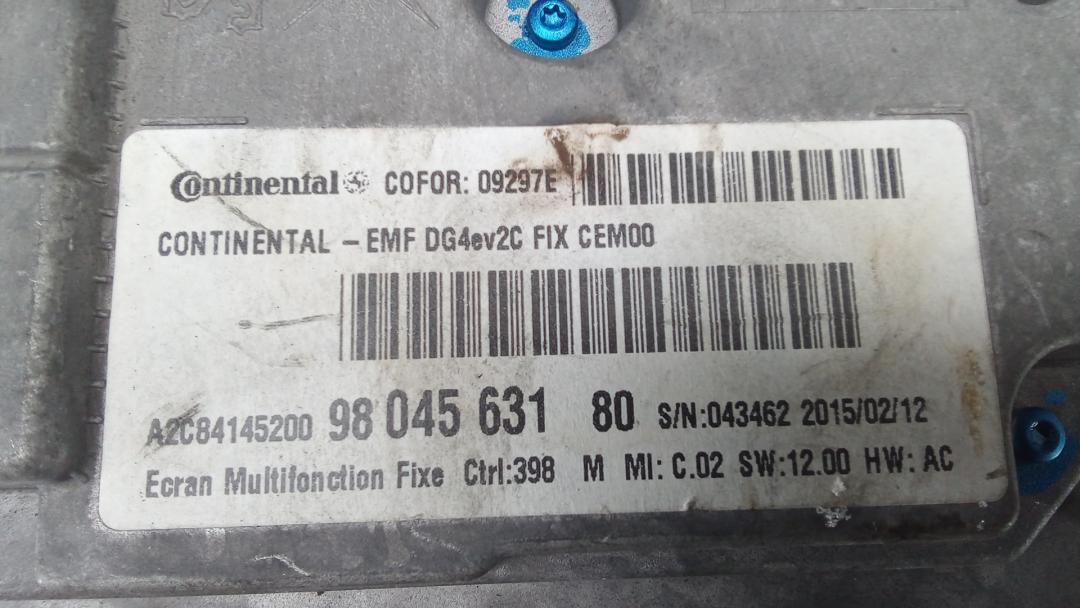 Continental COFOR: 09297E
CONTINENTAL - EMF DG4ev2C FIX CEM00
A2C84145200 98 045 631 80 S/N:043462 2015/02/12
Ecran Multifonction Fixe Ctrl:398 M MI: C.02 SW:12.00 HW: AC